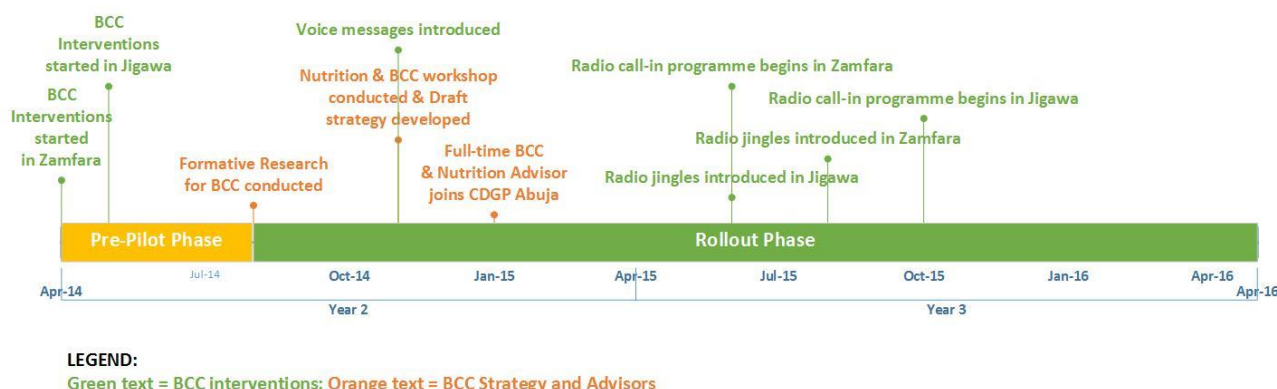 BCC
Interventions
started in Jigawa
BCC
Interventions
started
in Zamfara
Formative Research
for BCC conducted
Voice messages introduced
Nutrition & BCC workshop
conducted & Draft
strategy developed
Full-time BCC
& Nutrition Advisor
joins CDGP Abuja
Radio call-in programme begins in Zamfara
Radio call-in programme begins in Jigawa
Radio jingles introduced in Zamfara
Radio jingles introduced in Jigawa
Pre-Pilot Phase
Rollout Phase
Apr-14
Jul-14
Oct-14
Jan-15
Apr-15
Jul-15
Oct-15
Jan-16
Apr-16
Apr-16
Year 2
Year 3
LEGEND:
Green text = BCC interventions; Orange text = BCC Strategy and Advisors